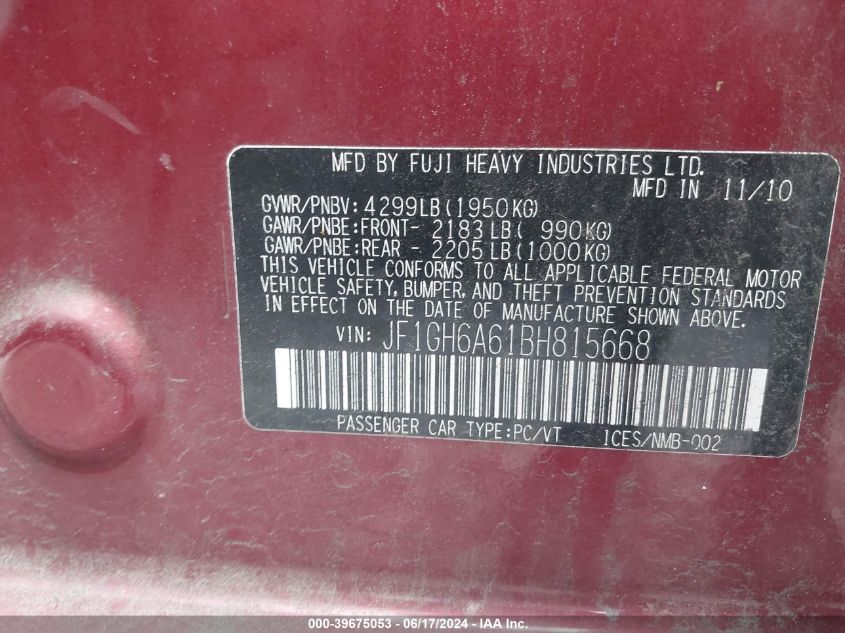 MFD BY FUJI HEAVY INDUSTRIES LTD.
MFD IN 11/10
GVWR/PNBV: 4299LB(1950KG)
GAWR/PNBE:FRONT- 2183LB( 990KG)
GAWR/PNBE:REAR - 2205LB(1000KG)
THIS VEHICLE CONFORMS TO ALL APPLICABLE FEDERAL MOTOR
VEHICLE SAFETY, BUMPER, AND THEFT PREVENTION STANDARDS
IN EFFECT ON THE DATE OF MANUFACTURE SHOWN ABOVE.
VIN: JF1GH6A61BH815668
PASSENGER CAR TYPE:PC/VT ICES/NMB-002
000-39675053 - 06/17/2024 - IAA Inc.